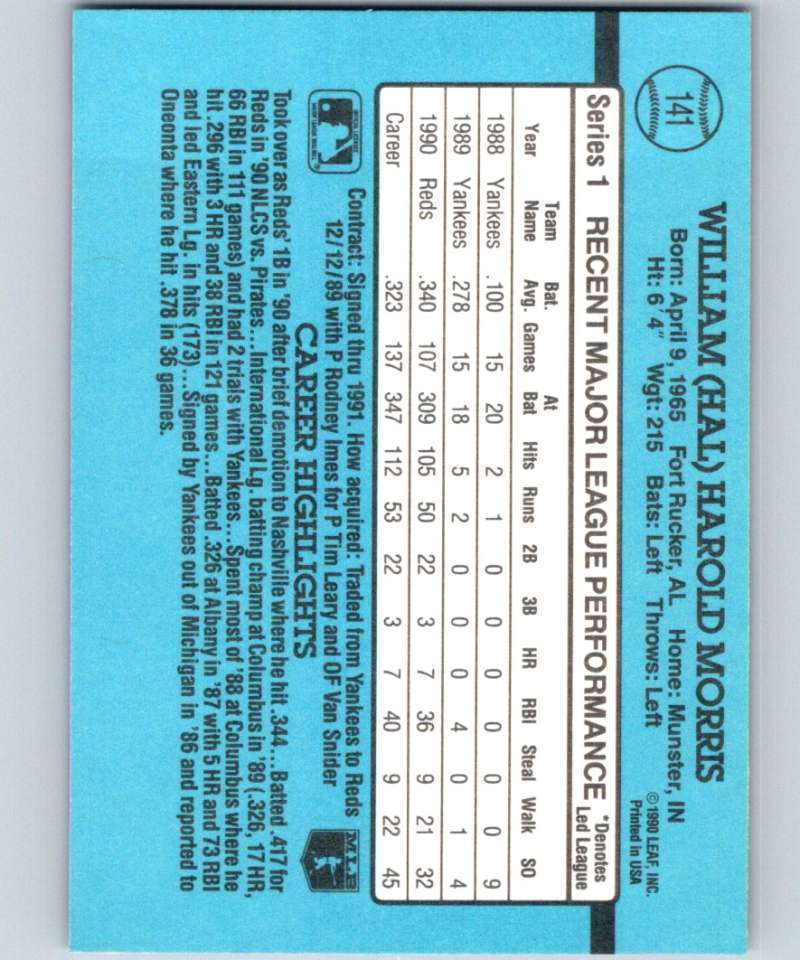 141
WILLIAM (HAL) HAROLD MORRIS
Born: April 9, 1965 Fort Rucker, AL Home: Munster, IN
Ht: 6' 4" Wgt: 215 Bats: Left Throws: Left
© 1990 LEAF, INC.
Printed in USA
Series 1 RECENT MAJOR LEAGUE PERFORMANCE *Denotes Led League
Year Team Name Bat. Avg. Games At Bat Hits Runs 2B 3B HR RBI Steal Walk SO
1988 Yankees .100 15 20 2 1 0 0 0 0 0 0 9
1989 Yankees .278 15 18 5 2 0 0 0 4 0 1 4
1990 Reds .340 107 309 105 50 22 3 7 36 9 21 32
Career .323 137 347 112 53 22 3 7 40 9 22 45
OFFICIAL LICENSEE
MAJOR LEAGUE BASEBALL
Contract: Signed thru 1991. How acquired: Traded from Yankees to Reds
12/12/89 with P Rodney Imes for P Tim Leary and OF Van Snider
MLB
CAREER HIGHLIGHTS
Took over as Reds' 1B in '90 after brief demotion to Nashville where he hit .344...Batted .417 for
Reds in '90 NLCS vs. Pirates...International Lg. batting champ at Columbus in '89 (.326, 17 HR,
66 RBI in 111 games) and had 2 trials with Yankees...Spent most of '88 at Columbus where he
hit .296 with 3 HR and 38 RBI in 121 games...Batted .326 at Albany in '87 with 5 HR and 73 RBI
and led Eastern Lg. in hits (173)...Signed by Yankees out of Michigan in '86 and reported to
Oneonta where he hit .378 in 36 games.